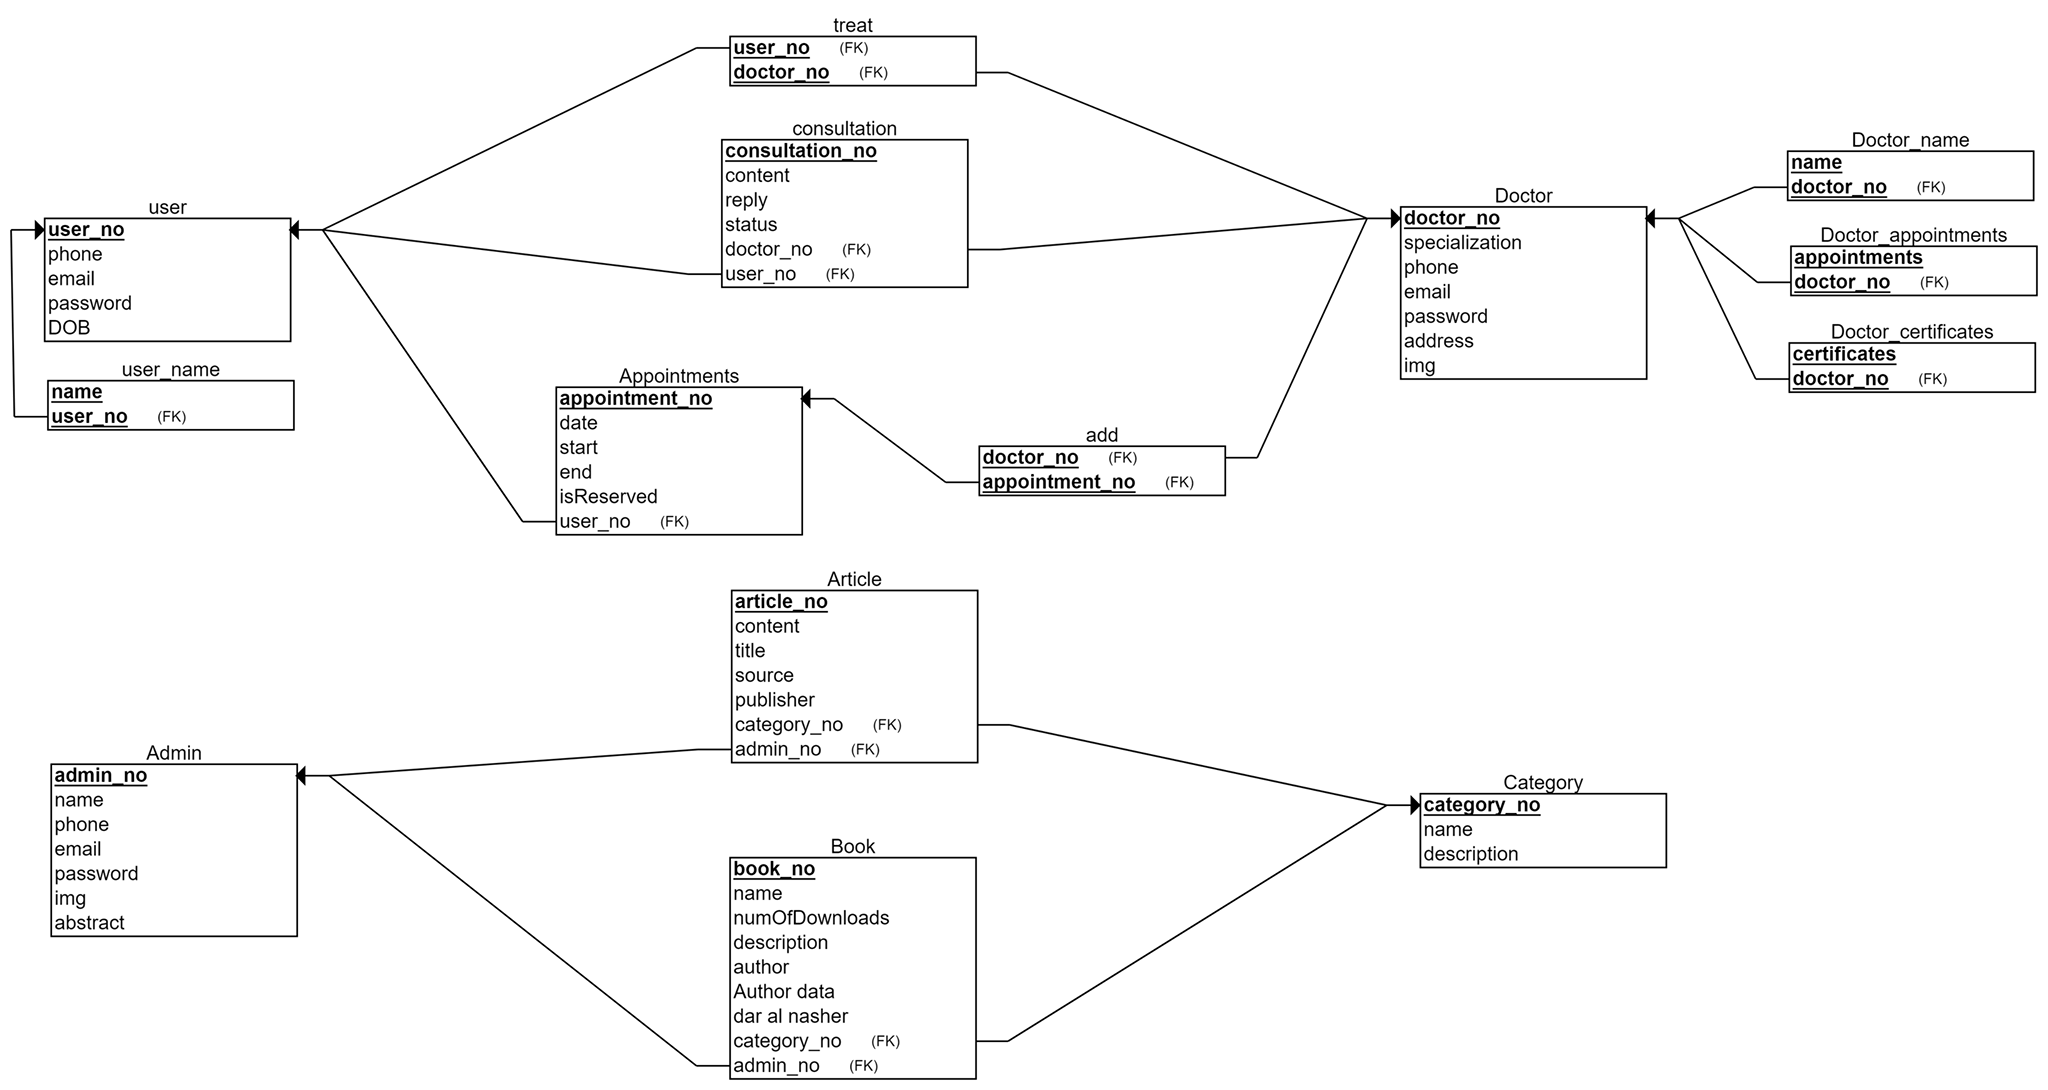 treat
user_no (FK)
doctor_no (FK)
consultation
consultation_no
content
reply
status
doctor_no (FK)
user_no (FK)
user
user_no
phone
email
password
DOB
user_name
name
user_no (FK)
Appointments
appointment_no
date
start
end
isReserved
user_no (FK)
add
doctor_no (FK)
appointment_no (FK)
Doctor
doctor_no
specialization
phone
email
password
address
img
Doctor_name
name
doctor_no (FK)
Doctor_appointments
appointments
doctor_no (FK)
Doctor_certificates
certificates
doctor_no (FK)
Article
article_no
content
title
source
publisher
category_no (FK)
admin_no (FK)
Admin
admin_no
name
phone
email
password
img
abstract
Book
book_no
name
numOfDownloads
description
author
Author data
dar al nasher
category_no (FK)
admin_no (FK)
Category
category_no
name
description